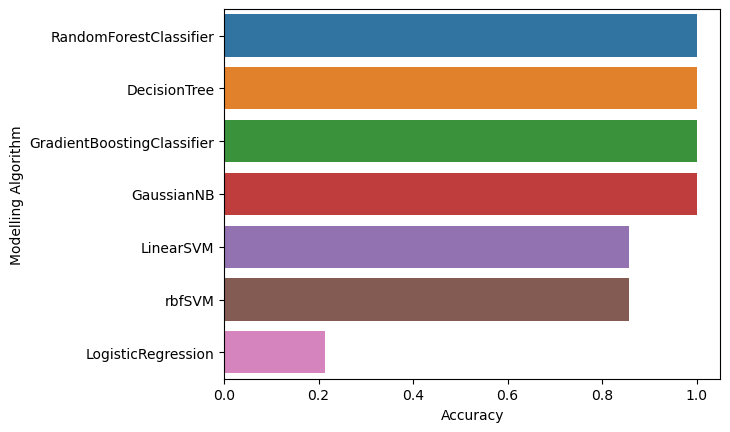 Modelling Algorithm
RandomForestClassifier
DecisionTree
GradientBoostingClassifier
GaussianNB
LinearSVM
rbfSVM
LogisticRegression
0.0 0.2 0.4 0.6 0.8 1.0
Accuracy